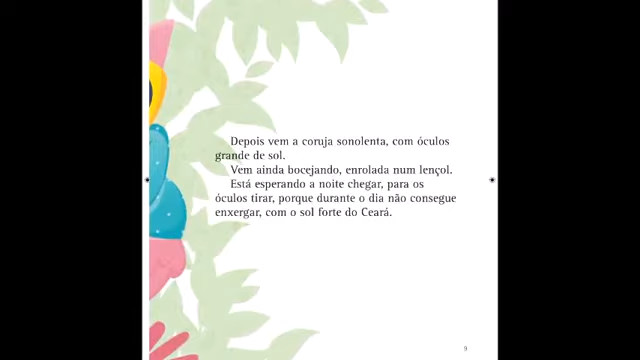 Depois vem a coruja sonolenta, com óculos
grande de sol.
Vem ainda bocejando, enrolada num lençol.
Está esperando a noite chegar, para os
óculos tirar, porque durante o dia não consegue
enxergar, com o sol forte do Ceará.
9